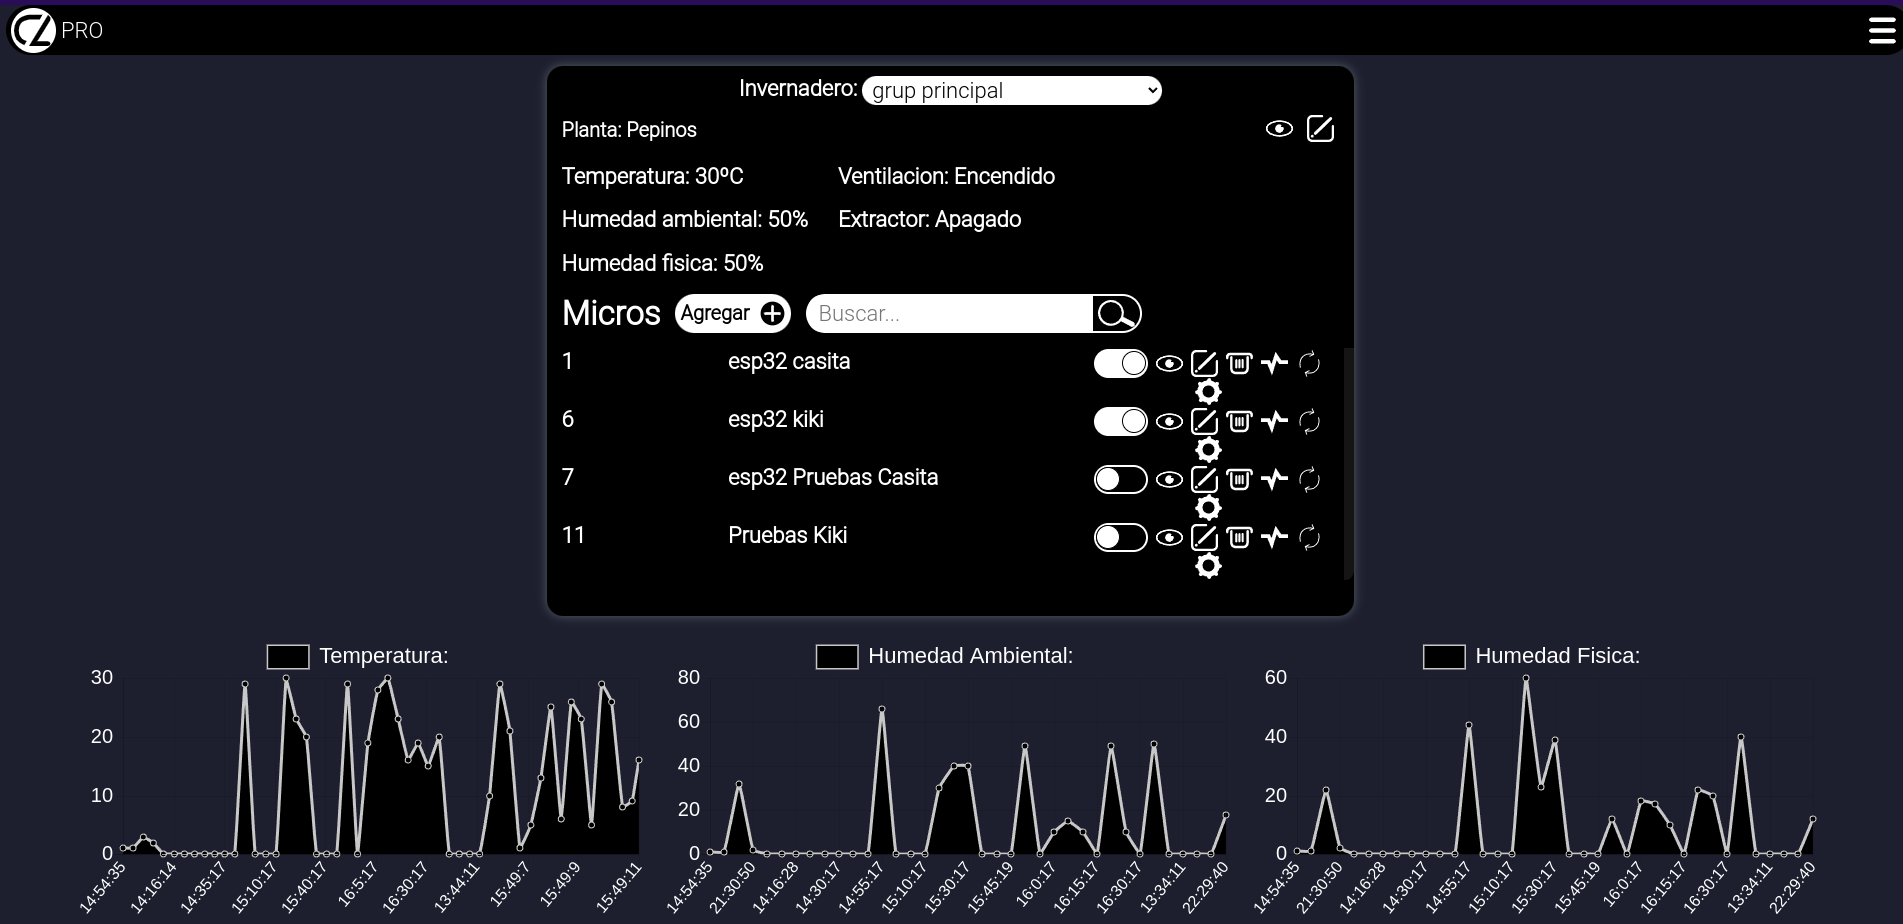 CZ PRO
Invernadero: grup principal
Planta: Pepinos
Temperatura: 30ºC Ventilacion: Encendido
Humedad ambiental: 50% Extractor: Apagado
Humedad fisica: 50%
Micros Agregar Buscar...
1 esp32 casita
6 esp32 kiki
7 esp32 Pruebas Casita
11 Pruebas Kiki
Temperatura:
30
20
10
0
14:54:35 14:16:14 14:35:17 15:10:17 15:40:17 16:5:17 16:30:17 13:44:11 15:49:7 15:49:9 15:49:11
Humedad Ambiental:
80
60
40
20
0
14:54:35 21:30:50 14:16:28 14:30:17 14:55:17 15:10:17 15:30:17 15:45:19 16:0:17 16:15:17 16:30:17 13:34:11 22:29:40
Humedad Fisica:
60
40
20
0
14:54:35 21:30:50 14:16:28 14:30:17 14:55:17 15:10:17 15:30:17 15:45:19 16:0:17 16:15:17 16:30:17 13:34:11 22:29:40